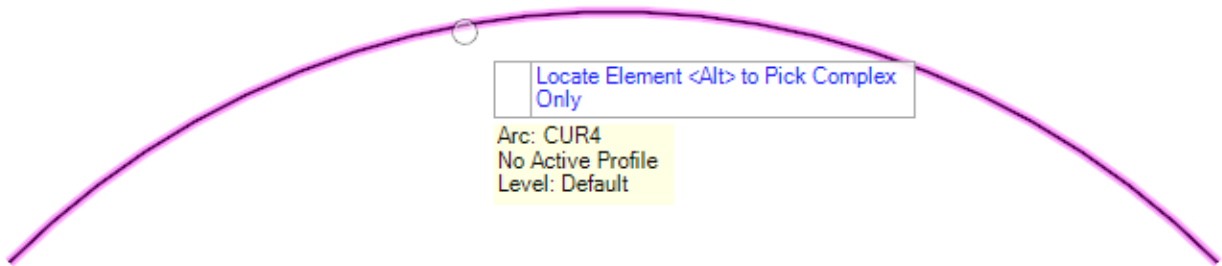 Locate Element <Alt> to Pick Complex
Only
Arc: CUR4
No Active Profile
Level: Default